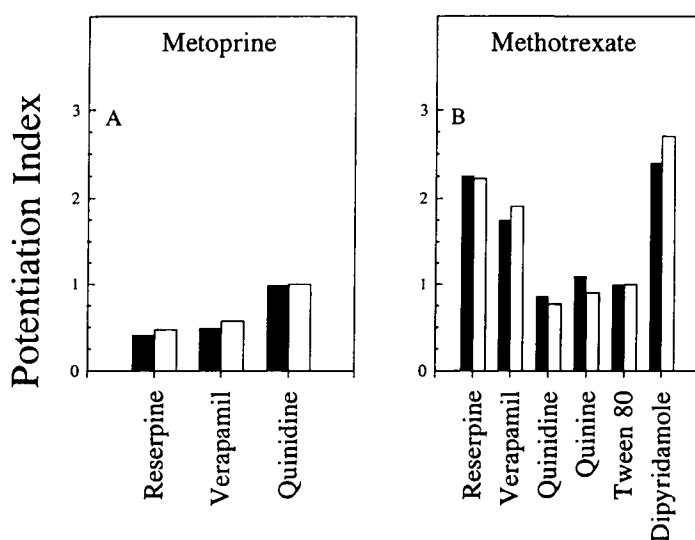 Potentiation Index
Metoprine
A
3
2
1
0
Reserpine
Verapamil
Quinidine
Methotrexate
B
3
2
1
0
Reserpine
Verapamil
Quinidine
Quinine
Tween 80
Dipyridamole